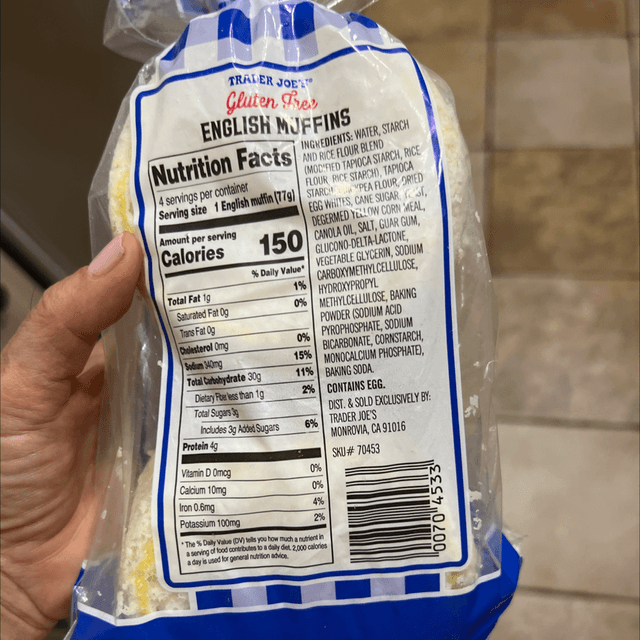 TRADER JOE'S
Gluten Free
ENGLISH MUFFINS
Nutrition Facts
4 servings per container
Serving size 1 English muffin (77g)
Amount per serving
Calories 150
% Daily Value*
Total Fat 1g 1%
Saturated Fat 0g 0%
Trans Fat 0g
Cholesterol 0mg 0%
Sodium 340mg 15%
Total Carbohydrate 30g 11%
Dietary Fiber less than 1g 2%
Total Sugars 3g
Includes 3g Added Sugars 6%
Protein 4g
Vitamin D 0mcg 0%
Calcium 10mg 0%
Iron 0.6mg 4%
Potassium 100mg 2%
* The % Daily Value (DV) tells you how much a nutrient in
a serving of food contributes to a daily diet. 2,000 calories
a day is used for general nutrition advice.
INGREDIENTS: WATER, STARCH
AND RICE FLOUR BLEND
(MODIFIED TAPIOCA STARCH, RICE
FLOUR, RICE STARCH), TAPIOCA
STARCH, PEA FLOUR, DRIED
EGG WHITES, CANE SUGAR, YEAST,
DEGERMED YELLOW CORN MEAL,
CANOLA OIL, SALT, GUAR GUM,
GLUCONO-DELTA-LACTONE,
VEGETABLE GLYCERIN, SODIUM
CARBOXYMETHYLCELLULOSE,
HYDROXYPROPYL
METHYLCELLULOSE, BAKING
POWDER (SODIUM ACID
PYROPHOSPHATE, SODIUM
BICARBONATE, CORNSTARCH,
MONOCALCIUM PHOSPHATE),
BAKING SODA.
CONTAINS EGG.
DIST. & SOLD EXCLUSIVELY BY:
TRADER JOE'S
MONROVIA, CA 91016
SKU# 70453
0070 4533